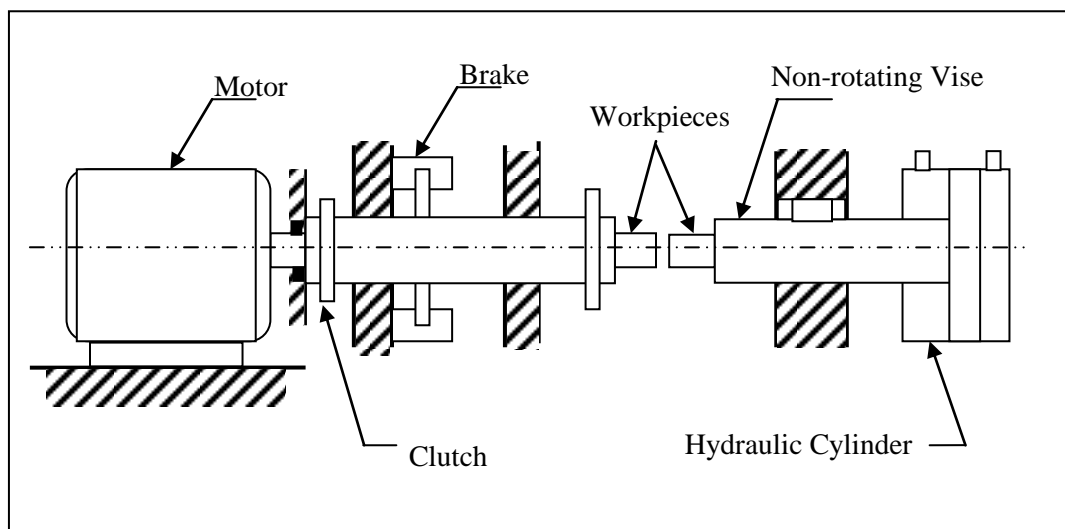 Motor
Brake
Non-rotating Vise
Workpieces
Clutch
Hydraulic Cylinder